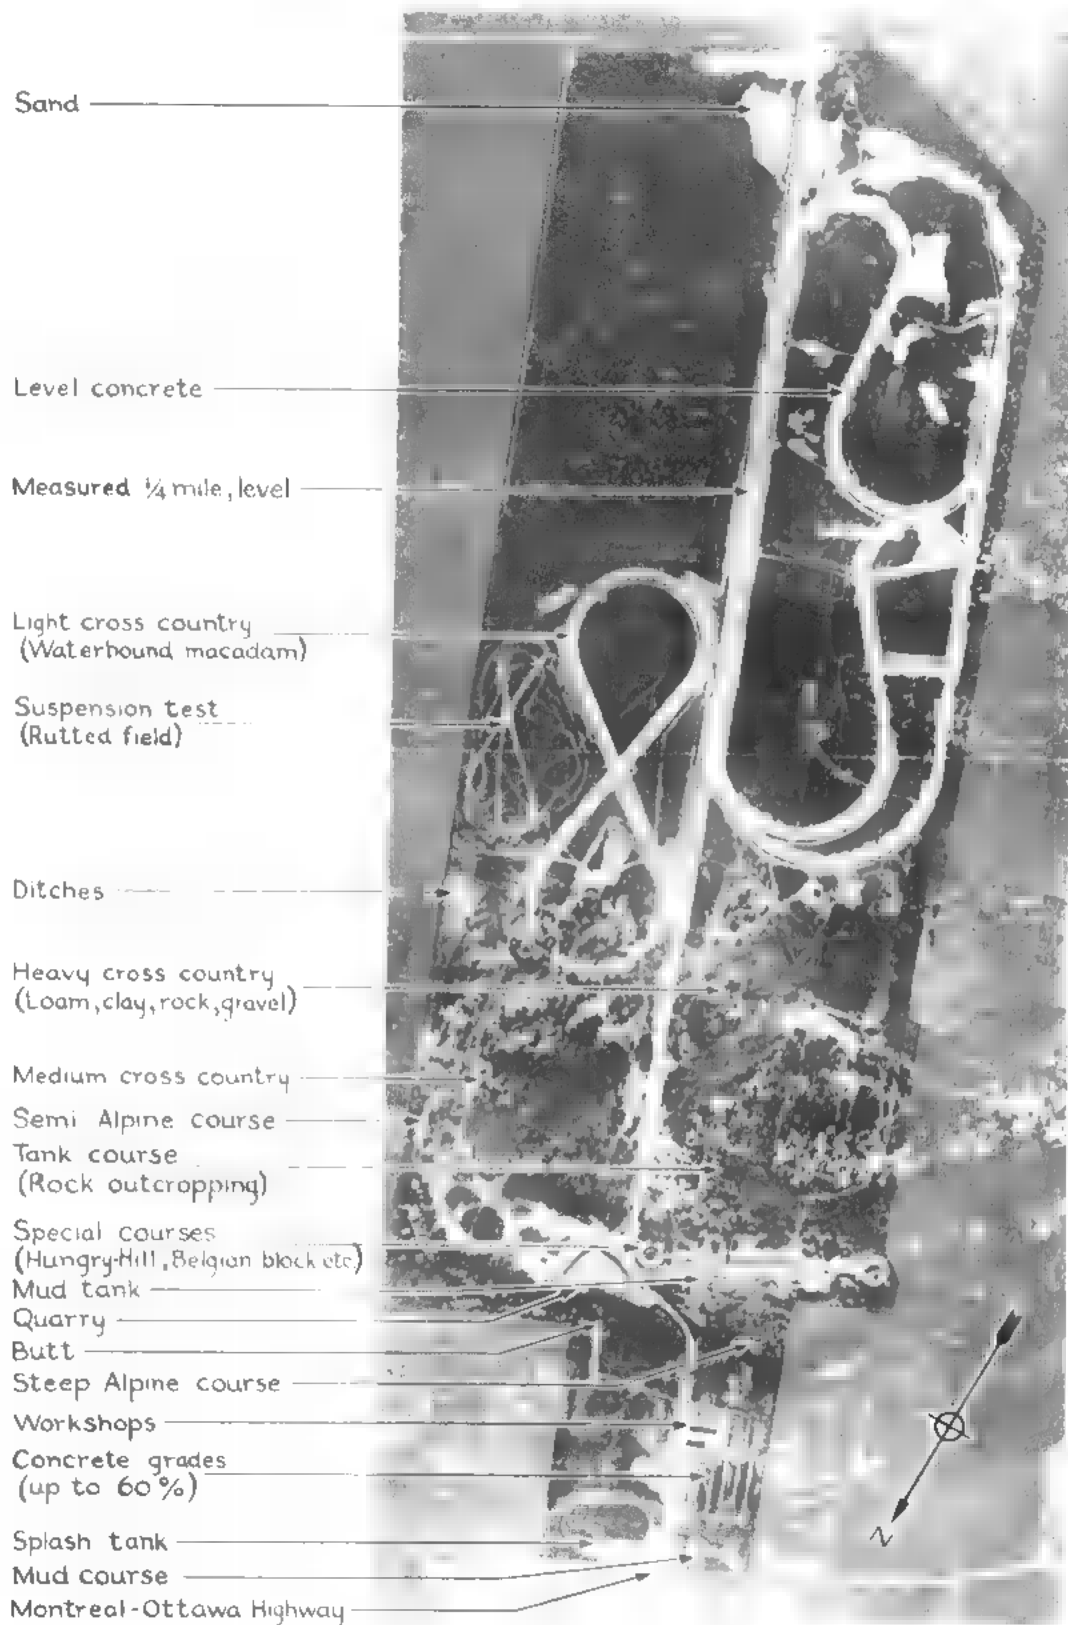 Sand
Level concrete
Measured ¼ mile, level
Light cross country
(Waterbound macadam)
Suspension test
(Rutted field)
Ditches
Heavy cross country
(Loam, clay, rock, gravel)
Medium cross country
Semi Alpine course
Tank course
(Rock outcropping)
Special courses
(Hungry-Hill, Belgian block etc)
Mud tank
Quarry
Butt
Steep Alpine course
Workshops
Concrete grades
(up to 60%)
Splash tank
Mud course
Montreal-Ottawa Highway
N